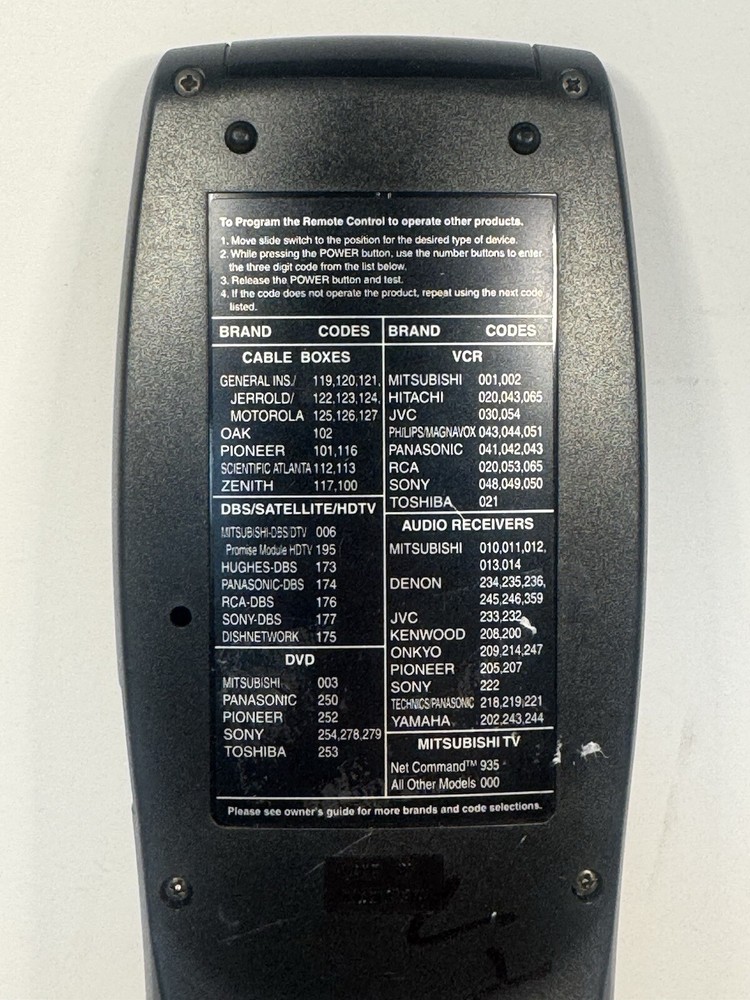 To Program the Remote Control to operate other products.
1. Move slide switch to the position for the desired type of device.
2. While pressing the POWER button, use the number buttons to enter
the three digit code from the list below.
3. Release the POWER button and test.
4. If the code does not operate the product, repeat using the next code
listed.
BRAND CODES
CABLE BOXES
GENERAL INS./ 119,120,121,
JERROLD/ 122,123,124,
MOTOROLA 125,126,127
OAK 102
PIONEER 101,116
SCIENTIFIC ATLANTA 112,113
ZENITH 117,100
DBS/SATELLITE/HDTV
MITSUBISHI-DBS/DTV 006
Promise Module HDTV 195
HUGHES-DBS 173
PANASONIC-DBS 174
RCA-DBS 176
SONY-DBS 177
DISHNETWORK 175
DVD
MITSUBISHI 003
PANASONIC 250
PIONEER 252
SONY 254,278,279
TOSHIBA 253
BRAND CODES
VCR
MITSUBISHI 001,002
HITACHI 020,043,065
JVC 030,054
PHILIPS/MAGNAVOX 043,044,051
PANASONIC 041,042,043
RCA 020,053,065
SONY 048,049,050
TOSHIBA 021
AUDIO RECEIVERS
MITSUBISHI 010,011,012,
013,014
DENON 234,235,236,
245,246,359
JVC 233,232
KENWOOD 208,200
ONKYO 209,214,247
PIONEER 205,207
SONY 222
TECHNICS/PANASONIC 218,219,221
YAMAHA 202,243,244
MITSUBISHI TV
Net Command™ 935
All Other Models 000
Please see owner's guide for more brands and code selections.